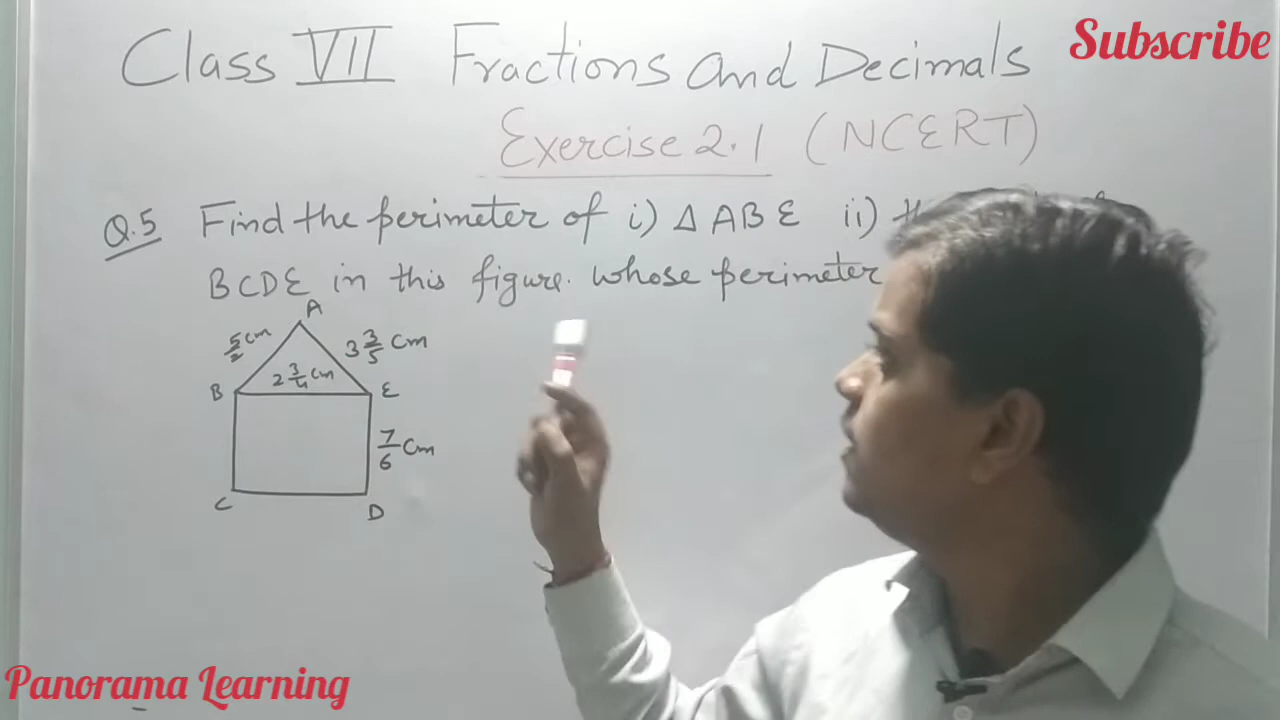 Subscribe
Class VII Fractions and Decimals
Exercise 2.1 (NCERT)
Q.5 Find the perimeter of i) Δ ABE ii)
BCDE in this figure. whose perimeter
A
5/2 cm
3 3/5 cm
2 3/4 cm
B
E
7/6 cm
C
D
Panorama Learning